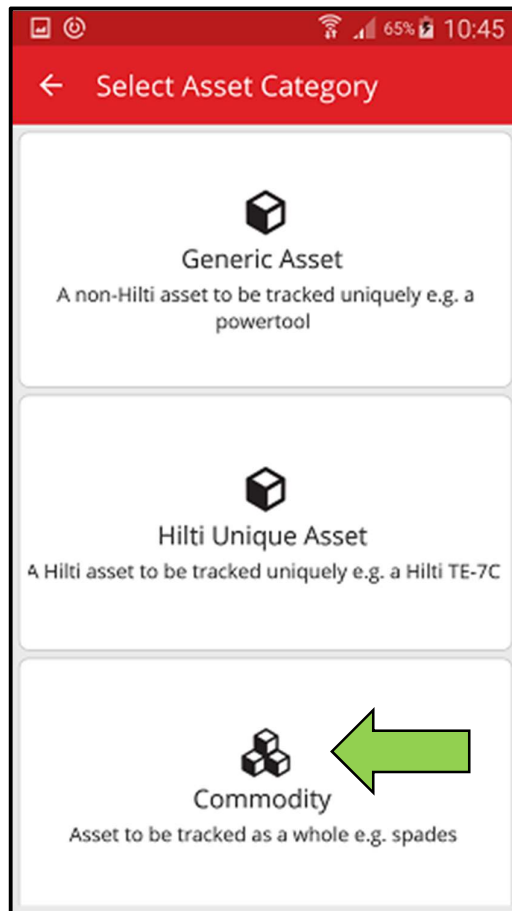 65% 10:45
Select Asset Category
Generic Asset
A non-Hilti asset to be tracked uniquely e.g. a
powertool
Hilti Unique Asset
A Hilti asset to be tracked uniquely e.g. a Hilti TE-7C
Commodity
Asset to be tracked as a whole e.g. spades